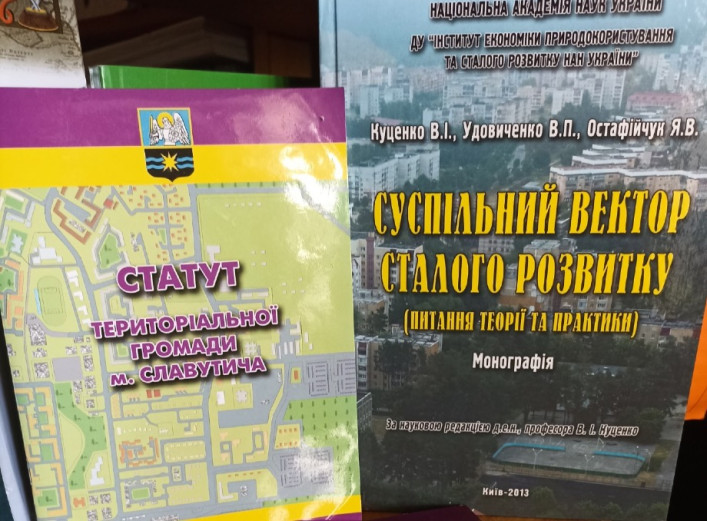 СТАТУТ
ТЕРИТОРІАЛЬНОЇ
ГРОМАДИ
м. СЛАВУТИЧА
НАЦІОНАЛЬНА АКАДЕМІЯ НАУК УКРАЇНИ
ДУ "ІНСТИТУТ ЕКОНОМІКИ ПРИРОДОКОРИСТУВАННЯ
ТА СТАЛОГО РОЗВИТКУ НАН УКРАЇНИ"
Куценко В.І., Удовиченко В.П., Остафійчук Я.В.
СУСПІЛЬНИЙ ВЕКТОР
СТАЛОГО РОЗВИТКУ
(ПИТАННЯ ТЕОРІЇ ТА ПРАКТИКИ)
Монографія
За науковою редакцією д.е.н., професора В. І. Куценко
Київ-2013